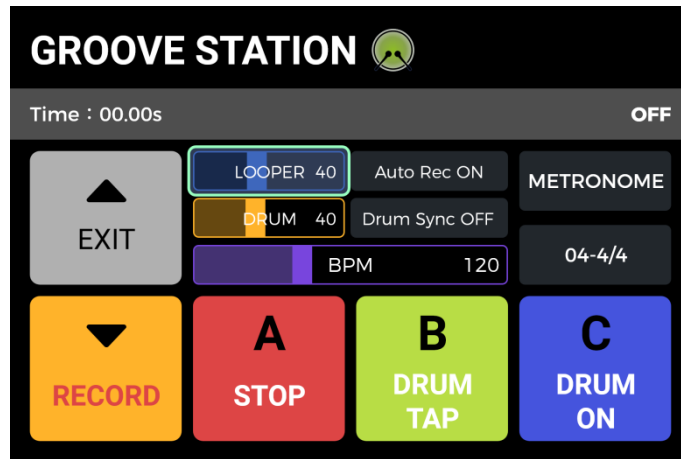 GROOVE STATION
Time : 00.00s
OFF
EXIT
LOOPER 40
Auto Rec ON
METRONOME
DRUM 40
Drum Sync OFF
BPM 120
04-4/4
RECORD
A
STOP
B
DRUM
TAP
C
DRUM
ON